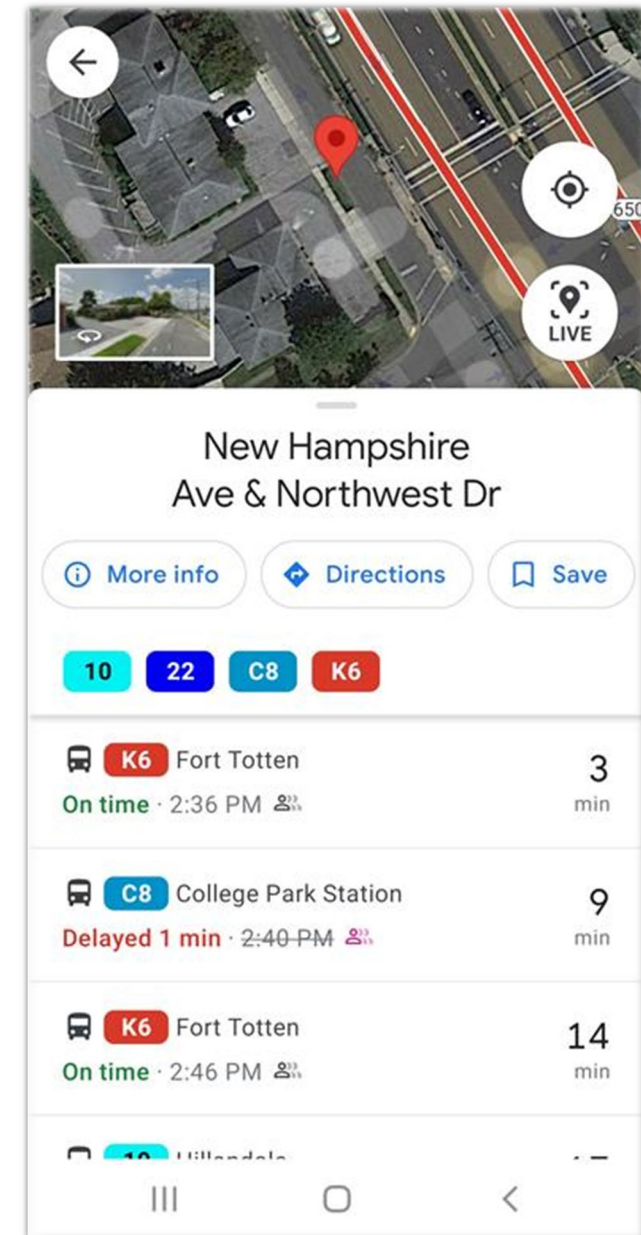 650
LIVE
New Hampshire
Ave & Northwest Dr
More info Directions Save
10 22 C8 K6
K6 Fort Totten 3
On time · 2:36 PM min
C8 College Park Station 9
Delayed 1 min · 2:40 PM min
K6 Fort Totten 14
On time · 2:46 PM min
10 Hillandale